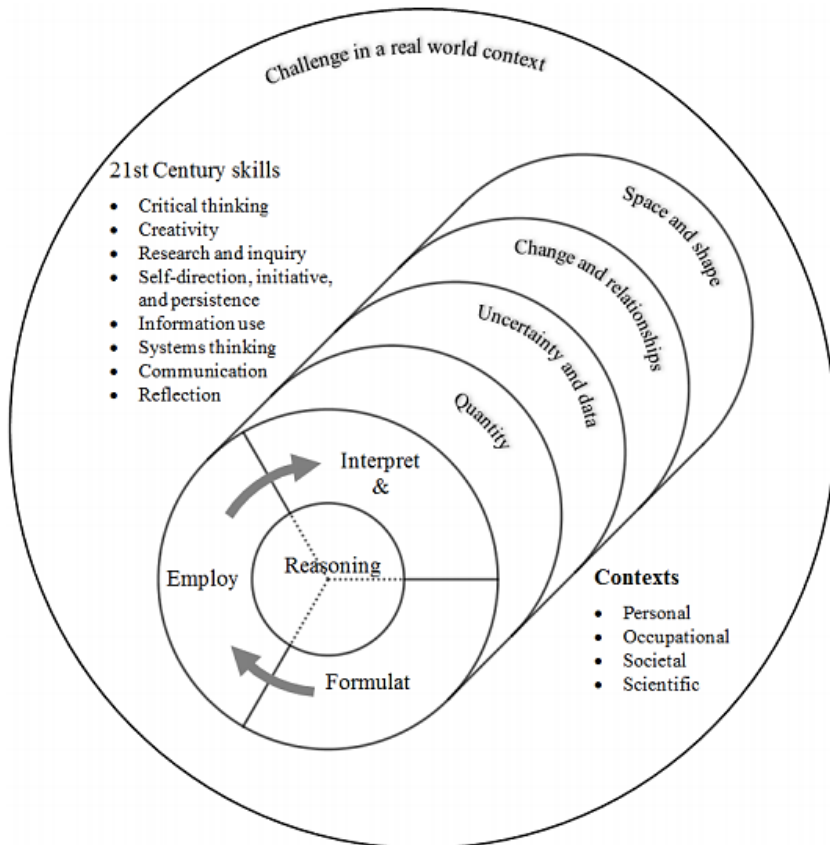 Challenge in a real world context
21st Century skills
• Critical thinking
• Creativity
• Research and inquiry
• Self-direction, initiative,
and persistence
• Information use
• Systems thinking
• Communication
• Reflection
Space and shape
Change and relationships
Uncertainty and data
Quantity
Interpret
&
Reasoning
Employ
Formulat
Contexts
• Personal
• Occupational
• Societal
• Scientific